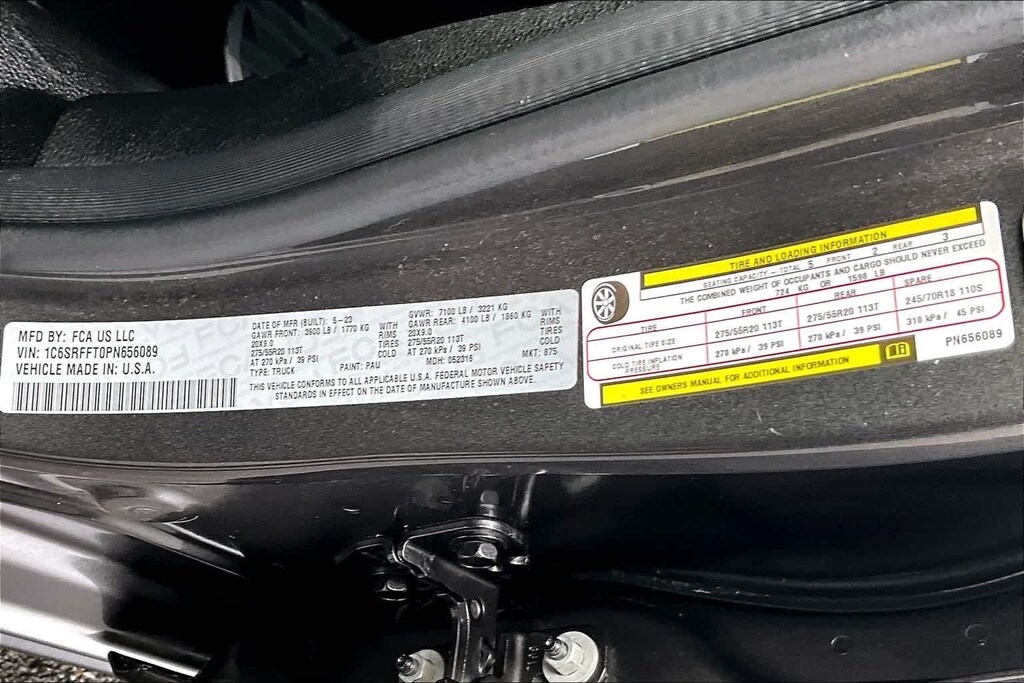 MFD BY: FCA US LLC
VIN: 1C6SRFFT0PN656089
VEHICLE MADE IN: U.S.A.
DATE OF MFR (BUILT): 5-23
GAWR FRONT: 3900 LB / 1770 KG WITH
20X9.0 RIMS
275/55R20 113T TIRES
AT 270 kPa / 39 PSI COLD
TYPE: TRUCK PAINT: PAU
GVWR: 7100 LB / 3221 KG
GAWR REAR: 4100 LB / 1860 KG WITH
20X9.0 RIMS
275/55R20 113T TIRES
AT 270 kPa / 39 PSI COLD
MDH: 052316 MKT: 875
THIS VEHICLE CONFORMS TO ALL APPLICABLE U.S.A. FEDERAL MOTOR VEHICLE SAFETY
STANDARDS IN EFFECT ON THE DATE OF MANUFACTURE SHOWN ABOVE.
TIRE AND LOADING INFORMATION
SEATING CAPACITY - TOTAL 5 FRONT 2 REAR 3
THE COMBINED WEIGHT OF OCCUPANTS AND CARGO SHOULD NEVER EXCEED
724 KG OR 1598 LB
TIRE FRONT REAR SPARE
ORIGINAL TIRE SIZE 275/55R20 113T 275/55R20 113T 245/70R18 110S
COLD TIRE INFLATION PRESSURE 270 kPa / 39 PSI 270 kPa / 39 PSI 310 kPa / 45 PSI
SEE OWNERS MANUAL FOR ADDITIONAL INFORMATION
PN656089